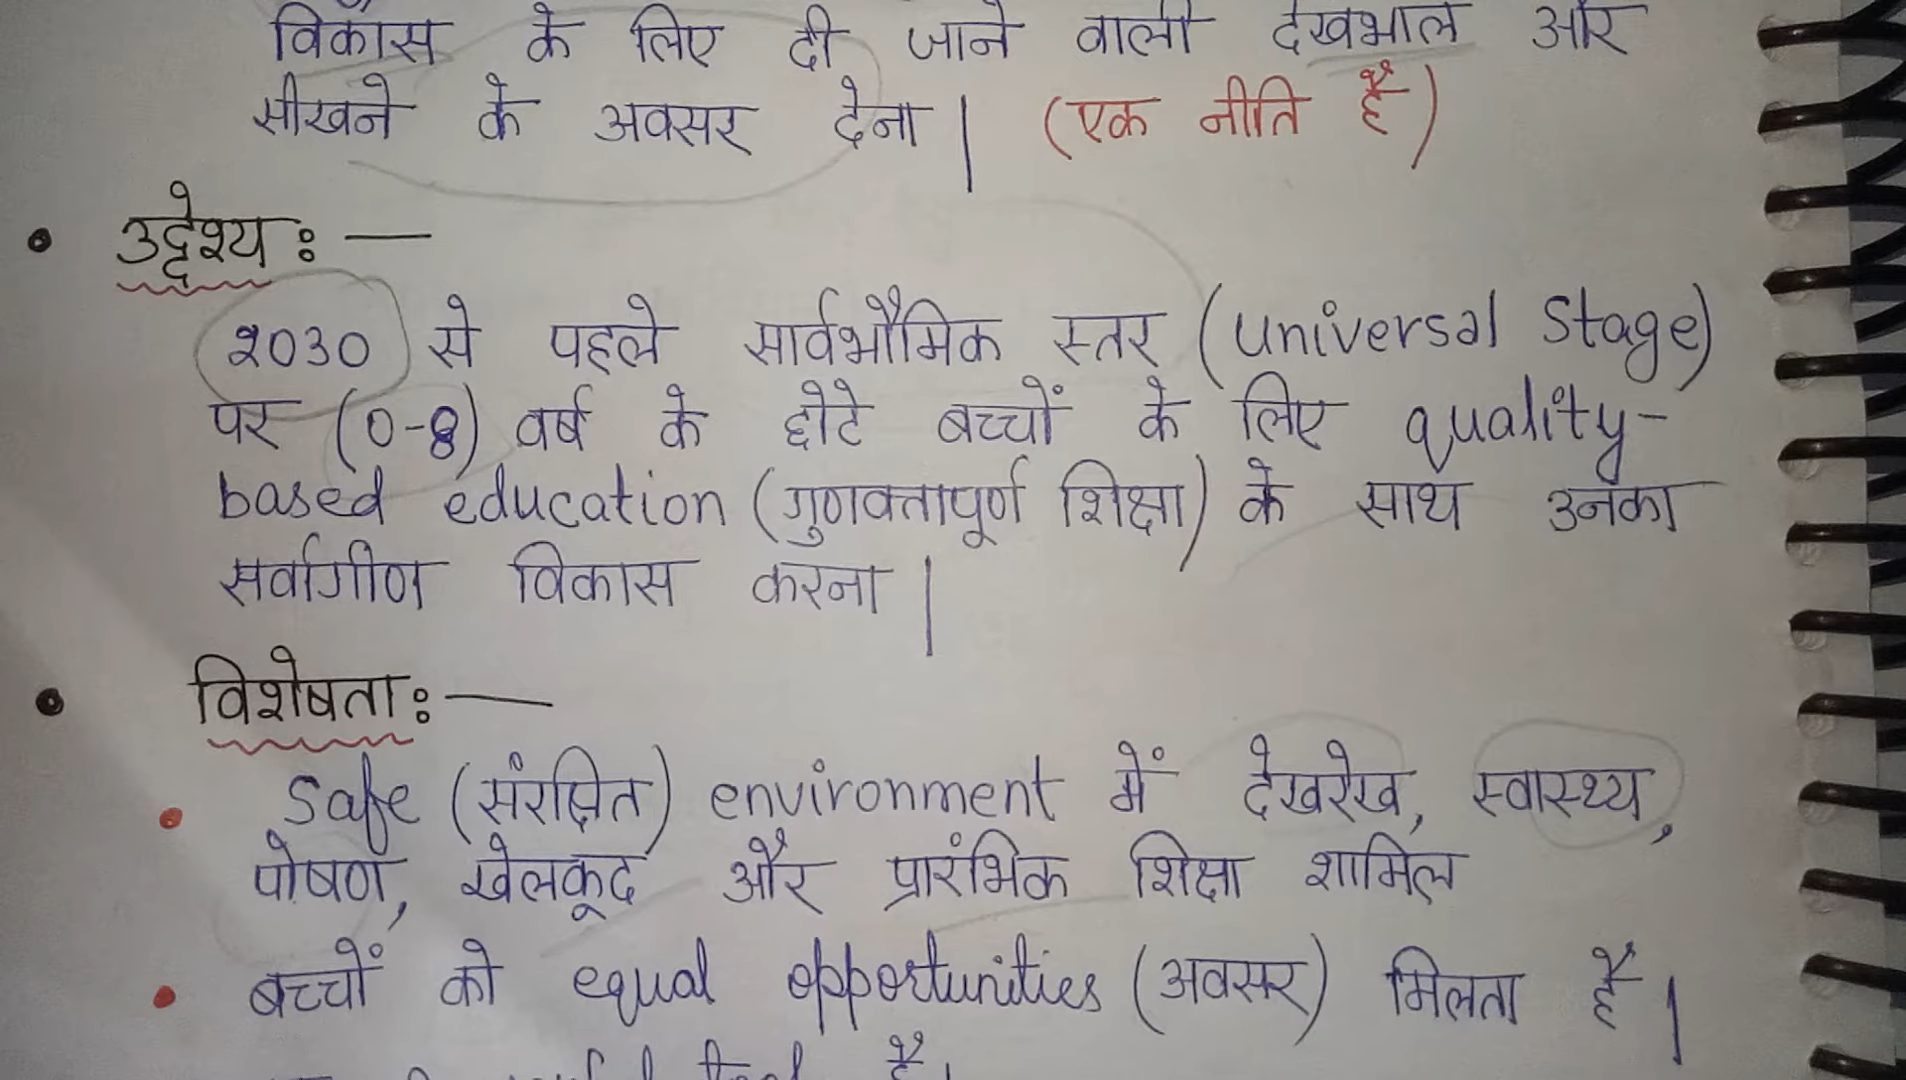 विकास के लिए दी जाने वाली देखभाल और
सीखने के अवसर देना | (एक नीति है)
• उद्देश्य :—
2030 से पहले सार्वभौमिक स्तर (Universal Stage)
पर (0-8) वर्ष के छोटे बच्चों के लिए quality-
based education (गुणवत्तापूर्ण शिक्षा) के साथ उनका
सर्वागीण विकास करना |
• विशेषता :—
• Safe (संरक्षित) environment में देखरेख, स्वास्थ्य,
पोषण, खेलकूद और प्रारंभिक शिक्षा शामिल
• बच्चों को equal opportunities (अवसर) मिलता है |
है |